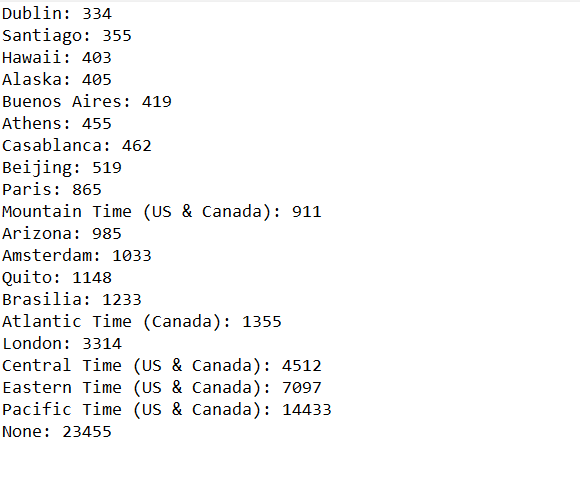 Dublin: 334
Santiago: 355
Hawaii: 403
Alaska: 405
Buenos Aires: 419
Athens: 455
Casablanca: 462
Beijing: 519
Paris: 865
Mountain Time (US & Canada): 911
Arizona: 985
Amsterdam: 1033
Quito: 1148
Brasilia: 1233
Atlantic Time (Canada): 1355
London: 3314
Central Time (US & Canada): 4512
Eastern Time (US & Canada): 7097
Pacific Time (US & Canada): 14433
None: 23455